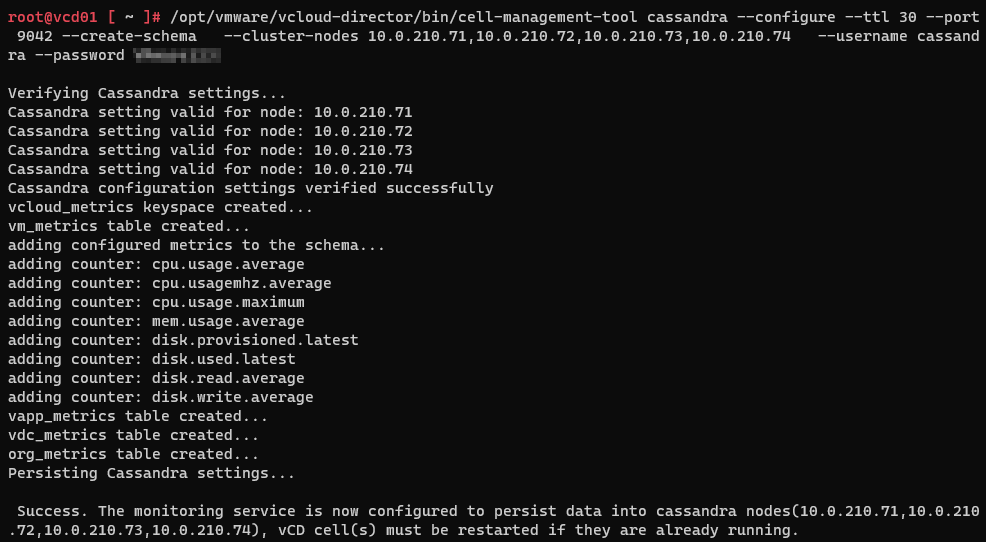 root@vcd01 [ ~ ]# /opt/vmware/vcloud-director/bin/cell-management-tool cassandra --configure --ttl 30 --port
 9042 --create-schema   --cluster-nodes 10.0.210.71,10.0.210.72,10.0.210.73,10.0.210.74   --username cassand
ra --password
Verifying Cassandra settings...
Cassandra setting valid for node: 10.0.210.71
Cassandra setting valid for node: 10.0.210.72
Cassandra setting valid for node: 10.0.210.73
Cassandra setting valid for node: 10.0.210.74
Cassandra configuration settings verified successfully
vcloud_metrics keyspace created...
vm_metrics table created...
adding configured metrics to the schema...
adding counter: cpu.usage.average
adding counter: cpu.usagemhz.average
adding counter: cpu.usage.maximum
adding counter: mem.usage.average
adding counter: disk.provisioned.latest
adding counter: disk.used.latest
adding counter: disk.read.average
adding counter: disk.write.average
vapp_metrics table created...
vdc_metrics table created...
org_metrics table created...
Persisting Cassandra settings...
 Success. The monitoring service is now configured to persist data into cassandra nodes(10.0.210.71,10.0.210
.72,10.0.210.73,10.0.210.74), vCD cell(s) must be restarted if they are already running.